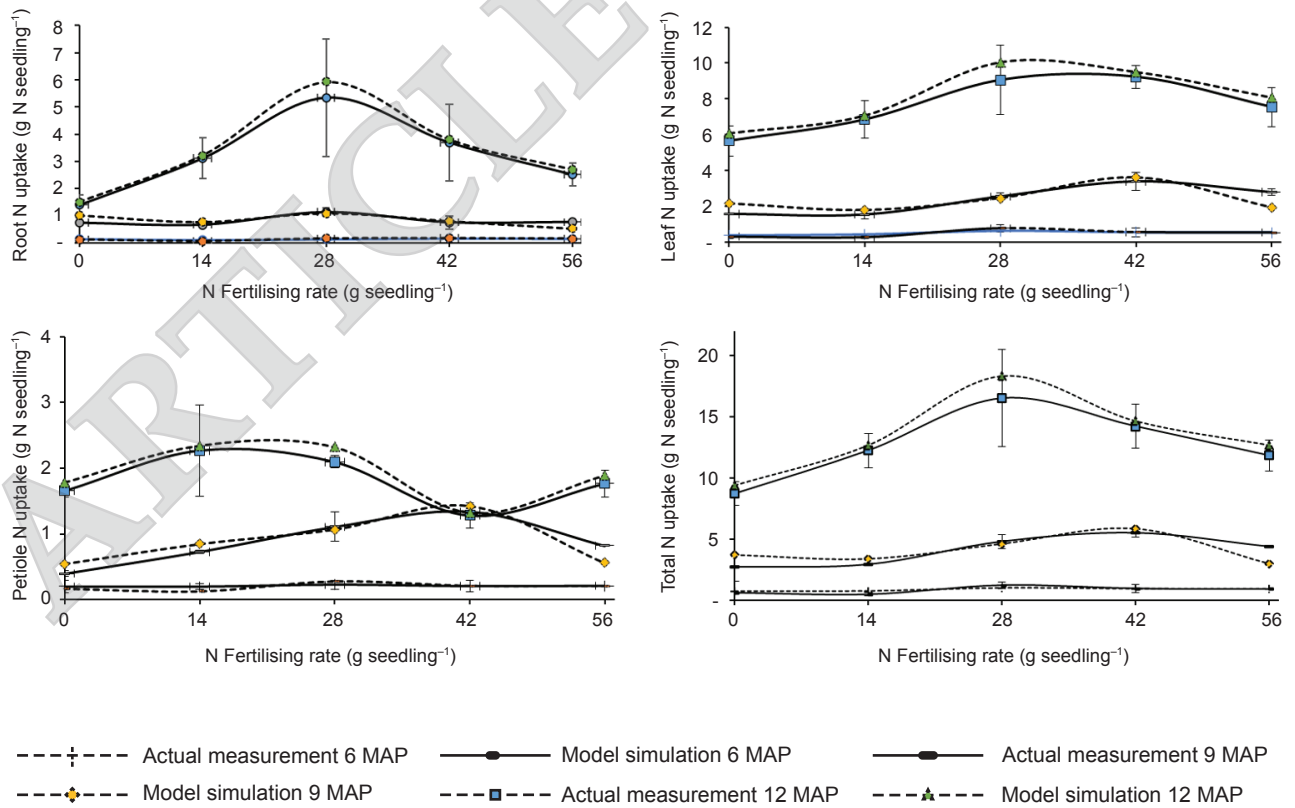 Root N uptake (g N seedling⁻¹)
8
7
6
5
4
3
2
1
-
0 14 28 42 56
N Fertilising rate (g seedling⁻¹)
Leaf N uptake (g N seedling⁻¹)
12
10
8
6
4
2
-
0 14 28 42 56
N Fertilising rate (g seedling⁻¹)
Petiole N uptake (g N seedling⁻¹)
4
3
2
1
0
0 14 28 42 56
N Fertilising rate (g seedling⁻¹)
Total N uptake (g N seedling⁻¹)
20
15
10
5
-
0 14 28 42 56
N Fertilising rate (g seedling⁻¹)
Actual measurement 6 MAP
Model simulation 6 MAP
Actual measurement 9 MAP
Model simulation 9 MAP
Actual measurement 12 MAP
Model simulation 12 MAP
ARTICLE